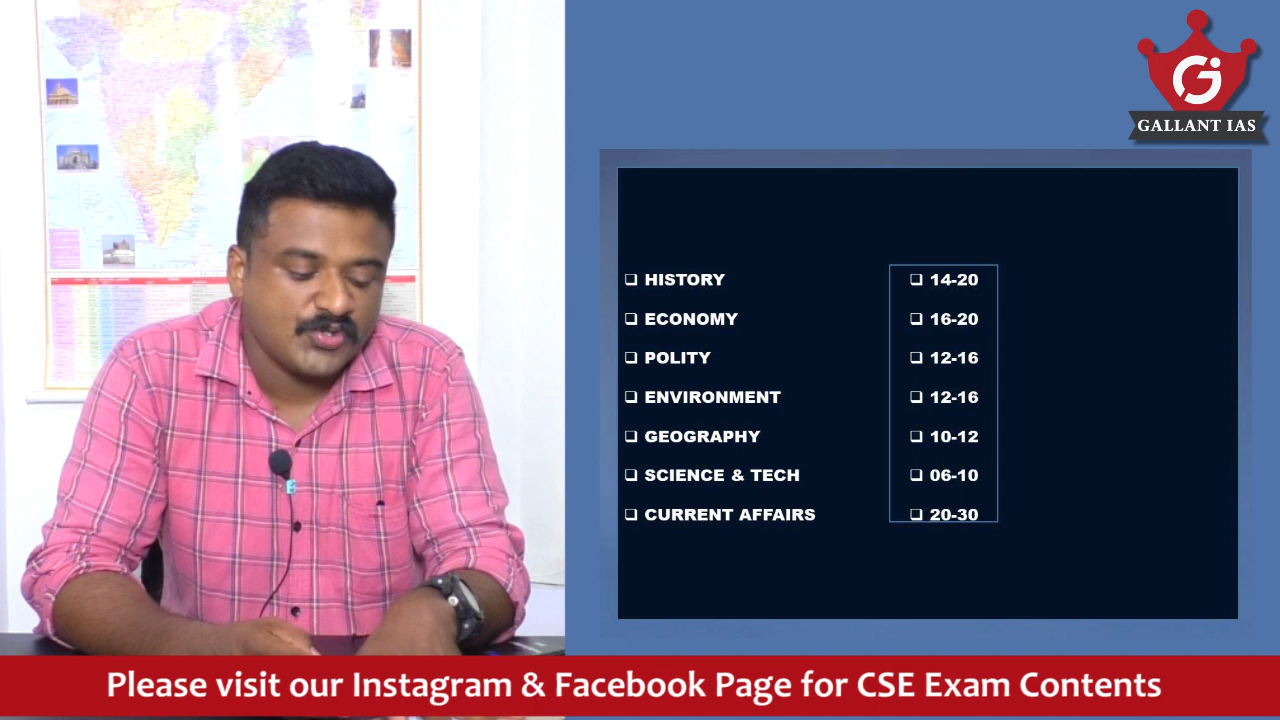 GALLANT IAS
❑ HISTORY ❑ 14-20
❑ ECONOMY ❑ 16-20
❑ POLITY ❑ 12-16
❑ ENVIRONMENT ❑ 12-16
❑ GEOGRAPHY ❑ 10-12
❑ SCIENCE & TECH ❑ 06-10
❑ CURRENT AFFAIRS ❑ 20-30
Please visit our Instagram & Facebook Page for CSE Exam Contents